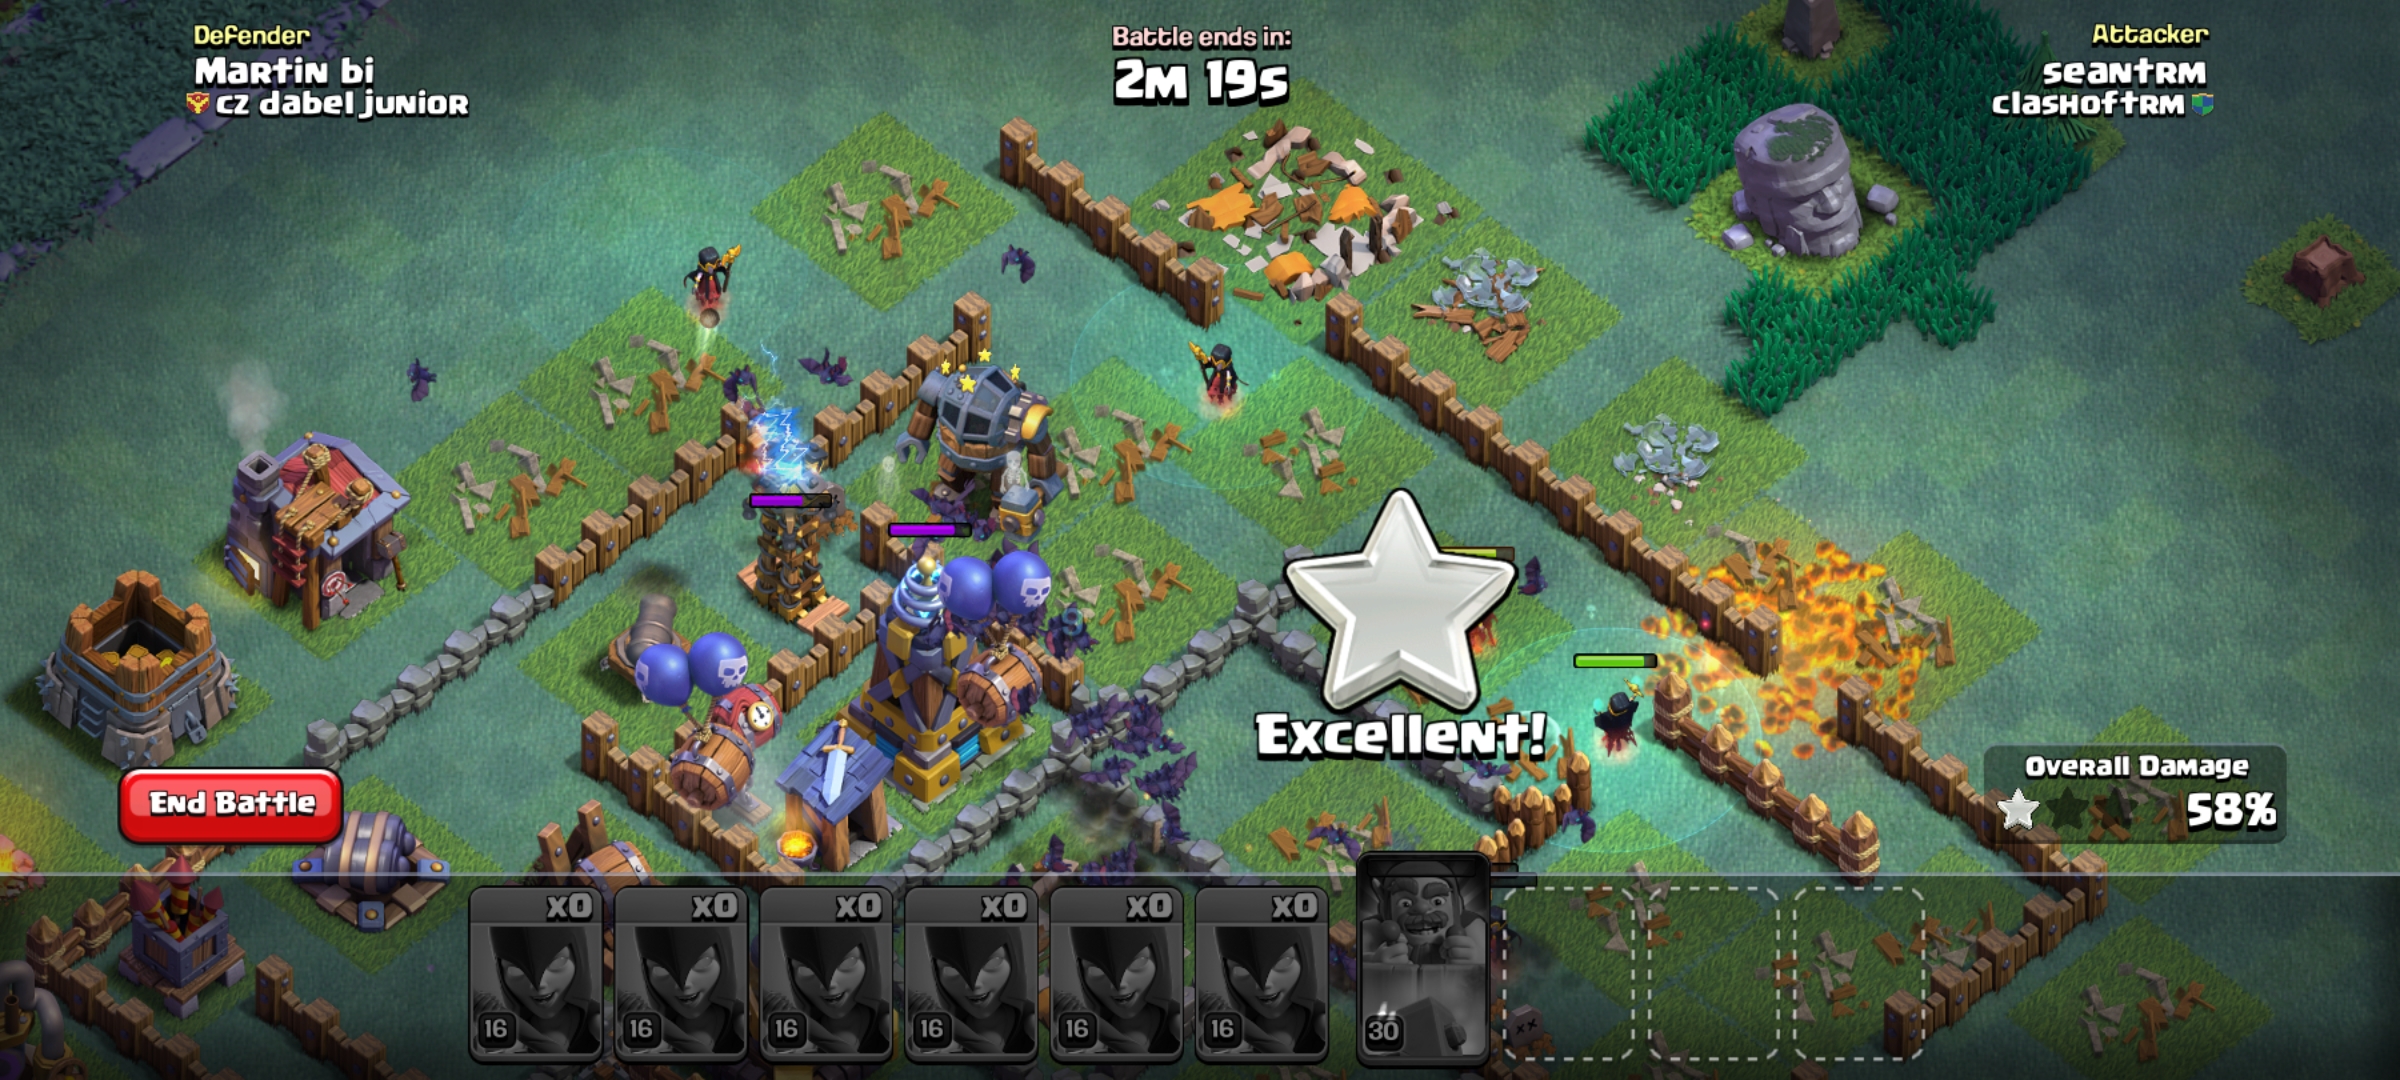 Defender
Martin bi
cz dabel junior
Battle ends in:
2M 19s
Attacker
seantRM
clashoftRM
Excellent!
End Battle
Overall Damage
58%
x0 x0 x0 x0 x0 x0
16 16 16 16 16 16 30